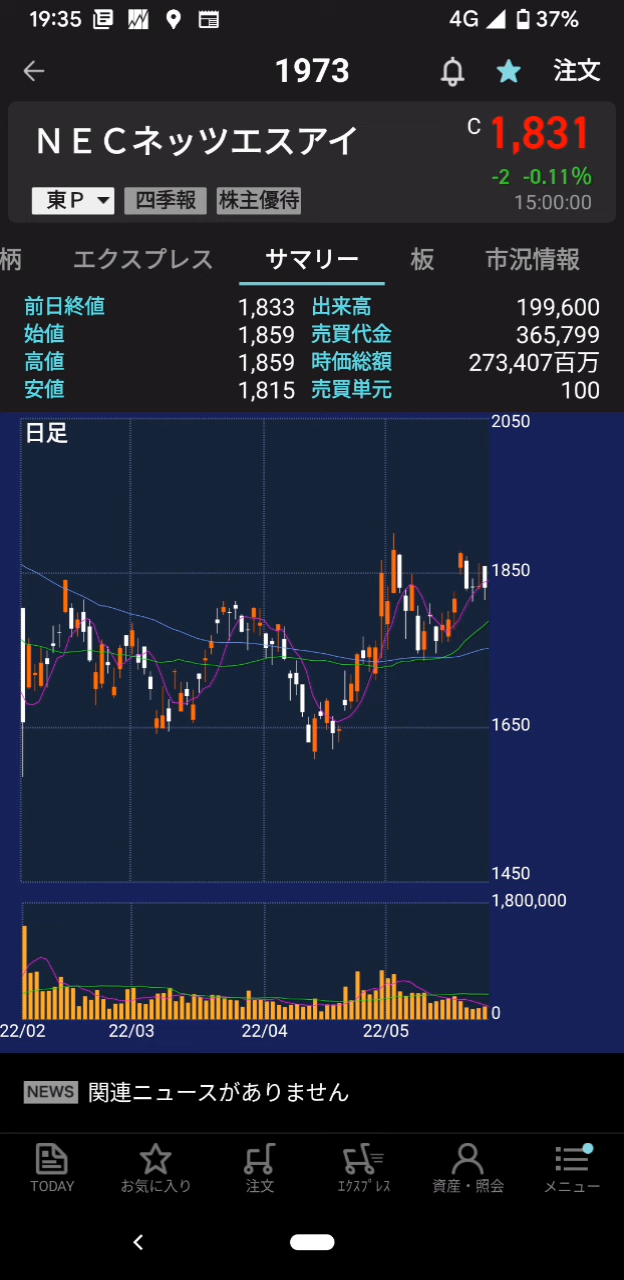 19:35 4G 37%
1973 注文
ＮＥＣネッツエスアイ C 1,831
-2 -0.11%
東Ｐ 四季報 株主優待 15:00:00
柄 エクスプレス サマリー 板 市況情報
前日終値 1,833 出来高 199,600
始値 1,859 売買代金 365,799
高値 1,859 時価総額 273,407百万
安値 1,815 売買単元 100
日足
2050
1850
1650
1450
1,800,000
0
22/02 22/03 22/04 22/05
NEWS 関連ニュースがありません
TODAY お気に入り 注文 ｴｸｽﾌﾟﾚｽ 資産・照会 メニュー